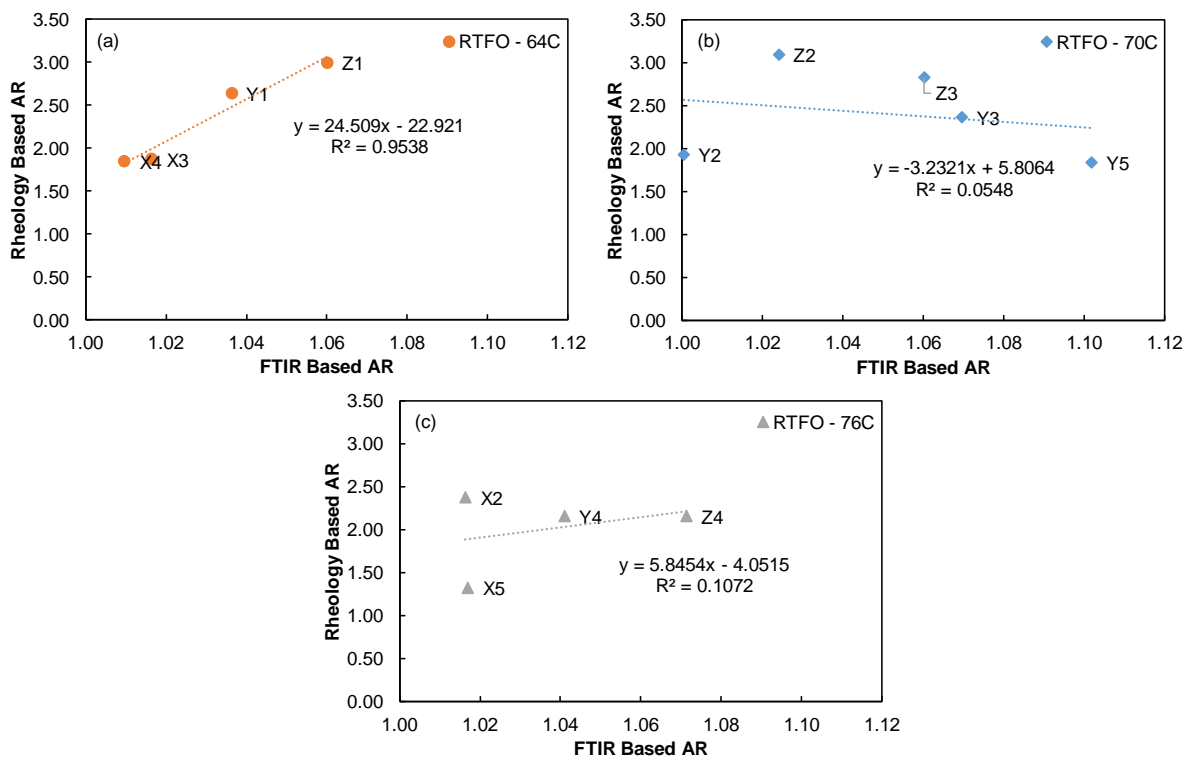 (a)
RTFO - 64C
3.50
3.00
2.50
2.00
1.50
1.00
0.50
0.00
Rheology Based AR
Z1
Y1
X4
X3
y = 24.509x - 22.921
R² = 0.9538
1.00 1.02 1.04 1.06 1.08 1.10 1.12
FTIR Based AR
(b)
RTFO - 70C
3.50
3.00
2.50
2.00
1.50
1.00
0.50
0.00
Rheology Based AR
Z2
Z3
Y3
Y2
Y5
y = -3.2321x + 5.8064
R² = 0.0548
1.00 1.02 1.04 1.06 1.08 1.10 1.12
FTIR Based AR
(c)
RTFO - 76C
3.50
3.00
2.50
2.00
1.50
1.00
0.50
0.00
Rheology Based AR
X2
Y4
Z4
X5
y = 5.8454x - 4.0515
R² = 0.1072
1.00 1.02 1.04 1.06 1.08 1.10 1.12
FTIR Based AR